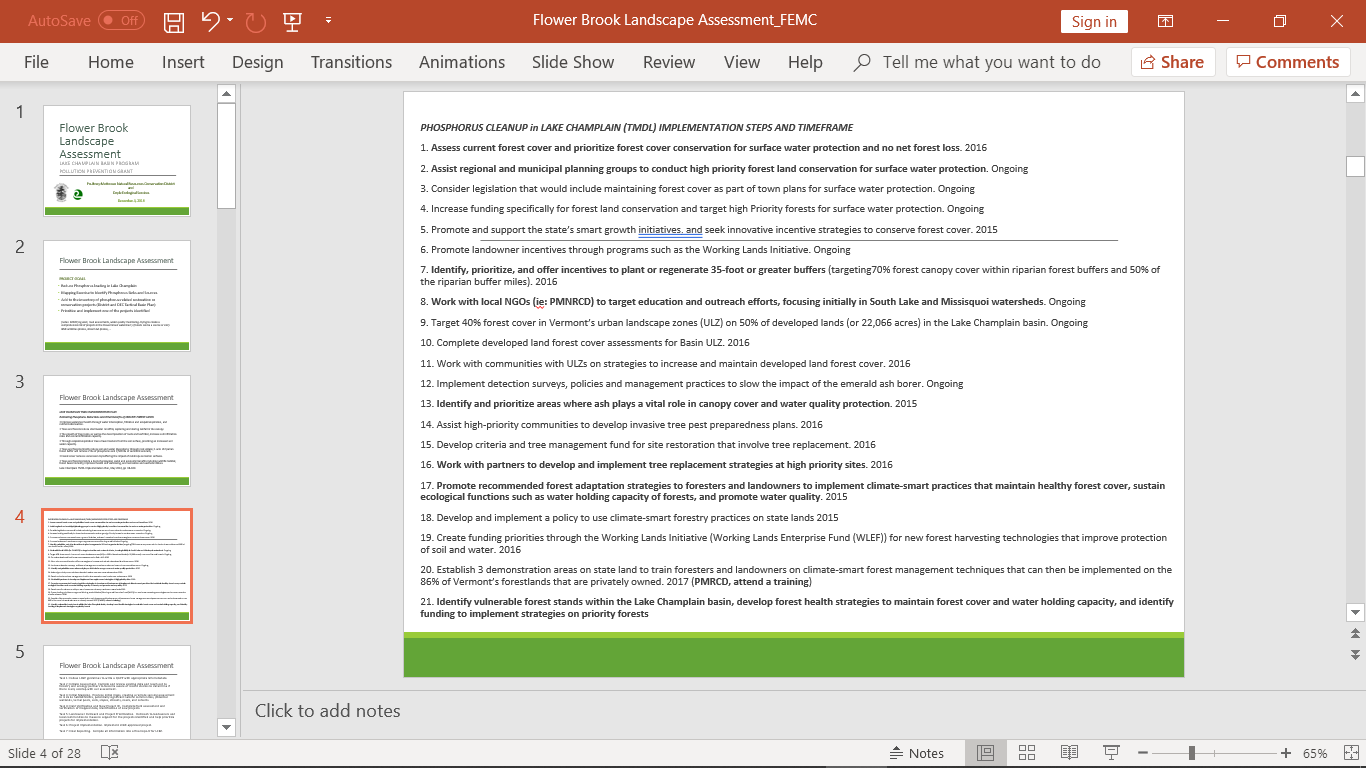 AutoSave Off
Flower Brook Landscape Assessment_FEMC
Sign in
File Home Insert Design Transitions Animations Slide Show Review View Help Tell me what you want to do Share Comments
1
Flower Brook
Landscape
Assessment
LAKE CHAMPLAIN BASIN PROGRAM
POLLUTION PREVENTION GRANT
2
Flower Brook Landscape Assessment
PROJECT GOALS
3
Flower Brook Landscape Assessment
4
5
Flower Brook Landscape Assessment
PHOSPHORUS CLEANUP in LAKE CHAMPLAIN (TMDL) IMPLEMENTATION STEPS AND TIMEFRAME
1. Assess current forest cover and prioritize forest cover conservation for surface water protection and no net forest loss. 2016
2. Assist regional and municipal planning groups to conduct high priority forest land conservation for surface water protection. Ongoing
3. Consider legislation that would include maintaining forest cover as part of town plans for surface water protection. Ongoing
4. Increase funding specifically for forest land conservation and target high Priority forests for surface water protection. Ongoing
5. Promote and support the state's smart growth initiatives. and seek innovative incentive strategies to conserve forest cover. 2015
6. Promote landowner incentives through programs such as the Working Lands Initiative. Ongoing
7. Identify, prioritize, and offer incentives to plant or regenerate 35-foot or greater buffers (targeting70% forest canopy cover within riparian forest buffers and 50% of
the riparian buffer miles). 2016
8. Work with local NGOs (ie: PMNRCD) to target education and outreach efforts, focusing initially in South Lake and Missisquoi watersheds. Ongoing
9. Target 40% forest cover in Vermont's urban landscape zones (ULZ) on 50% of developed lands (or 22,066 acres) in the Lake Champlain basin. Ongoing
10. Complete developed land forest cover assessments for Basin ULZ. 2016
11. Work with communities with ULZs on strategies to increase and maintain developed land forest cover. 2016
12. Implement detection surveys, policies and management practices to slow the impact of the emerald ash borer. Ongoing
13. Identify and prioritize areas where ash plays a vital role in canopy cover and water quality protection. 2015
14. Assist high-priority communities to develop invasive tree pest preparedness plans. 2016
15. Develop criteria and tree management fund for site restoration that involve tree replacement. 2016
16. Work with partners to develop and implement tree replacement strategies at high priority sites. 2016
17. Promote recommended forest adaptation strategies to foresters and landowners to implement climate-smart practices that maintain healthy forest cover, sustain
ecological functions such as water holding capacity of forests, and promote water quality. 2015
18. Develop and implement a policy to use climate-smart forestry practices on state lands 2015
19. Create funding priorities through the Working Lands Initiative (Working Lands Enterprise Fund (WLEF)) for new forest harvesting technologies that improve protection
of soil and water. 2016
20. Establish 3 demonstration areas on state land to train foresters and landowners on climate-smart forest management techniques that can then be implemented on the
86% of Vermont's forestlands that are privately owned. 2017 (PMRCD, attend a training)
21. Identify vulnerable forest stands within the Lake Champlain basin, develop forest health strategies to maintain forest cover and water holding capacity, and identify
funding to implement strategies on priority forests
Click to add notes
Slide 4 of 28
Notes
65%